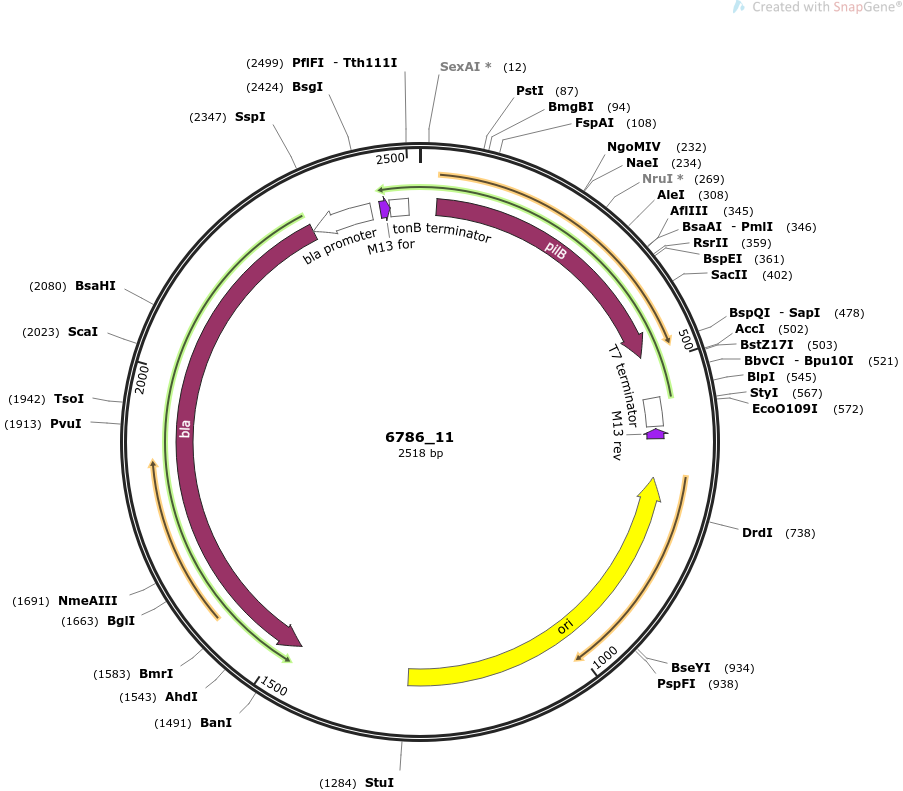 Created with SnapGene®
(2499) PflFI - Tth111I
SexAI * (12)
(2424) BsgI
PstI (87)
BmgBI (94)
(2347) SspI
FspAI (108)
NgoMIV (232)
NaeI (234)
NruI * (269)
AleI (308)
AflIII (345)
BsaAI - PmlI (346)
RsrII (359)
BspEI (361)
SacII (402)
2500
bla promoter
M13 for
tonB terminator
pilB
(2080) BsaHI
BspQI - SapI (478)
(2023) ScaI
AccI (502)
500
BstZ17I (503)
BbvCI - Bpu10I (521)
BlpI (545)
StyI (567)
EcoO109I (572)
2000
T7 terminator
M13 rev
(1942) TsoI
(1913) PvuI
bla
6786_11
2518 bp
DrdI (738)
ori
(1691) NmeAIII
(1663) BglI
1000
BseYI (934)
PspFI (938)
(1583) BmrI
1500
(1543) AhdI
(1491) BanI
(1284) StuI